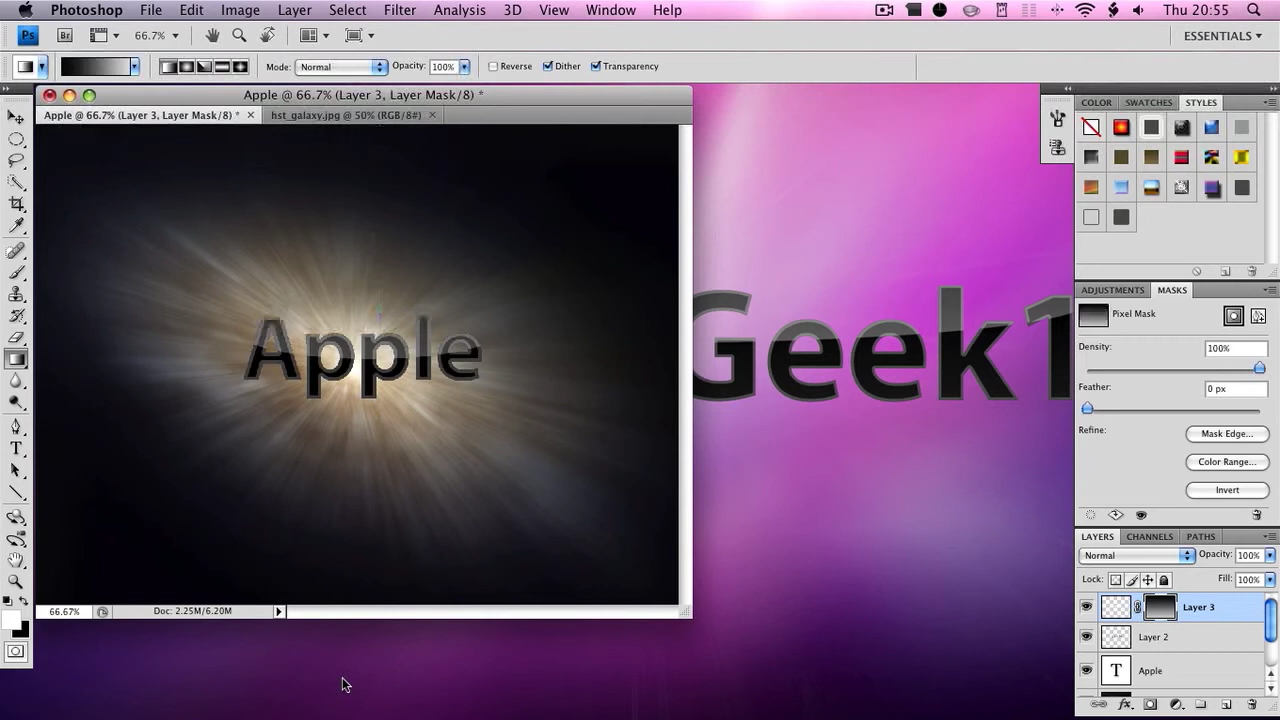 Photoshop File Edit Image Layer Select Filter Analysis 3D View Window Help Thu 20:55
Ps Br 66.7% ESSENTIALS
Mode: Normal Opacity: 100% Reverse Dither Transparency
Apple @ 66.7% (Layer 3, Layer Mask/8) *
Apple @ 66.7% (Layer 3, Layer Mask/8) * hst_galaxy.jpg @ 50% (RGB/8#)
COLOR SWATCHES STYLES
Apple
Geek1
ADJUSTMENTS MASKS
Pixel Mask
Density: 100%
Feather: 0 px
Refine: Mask Edge...
Color Range...
Invert
LAYERS CHANNELS PATHS
Normal Opacity: 100%
Lock: Fill: 100%
Layer 3
Layer 2
T Apple
fx
66.67% Doc: 2.25M/6.20M
T